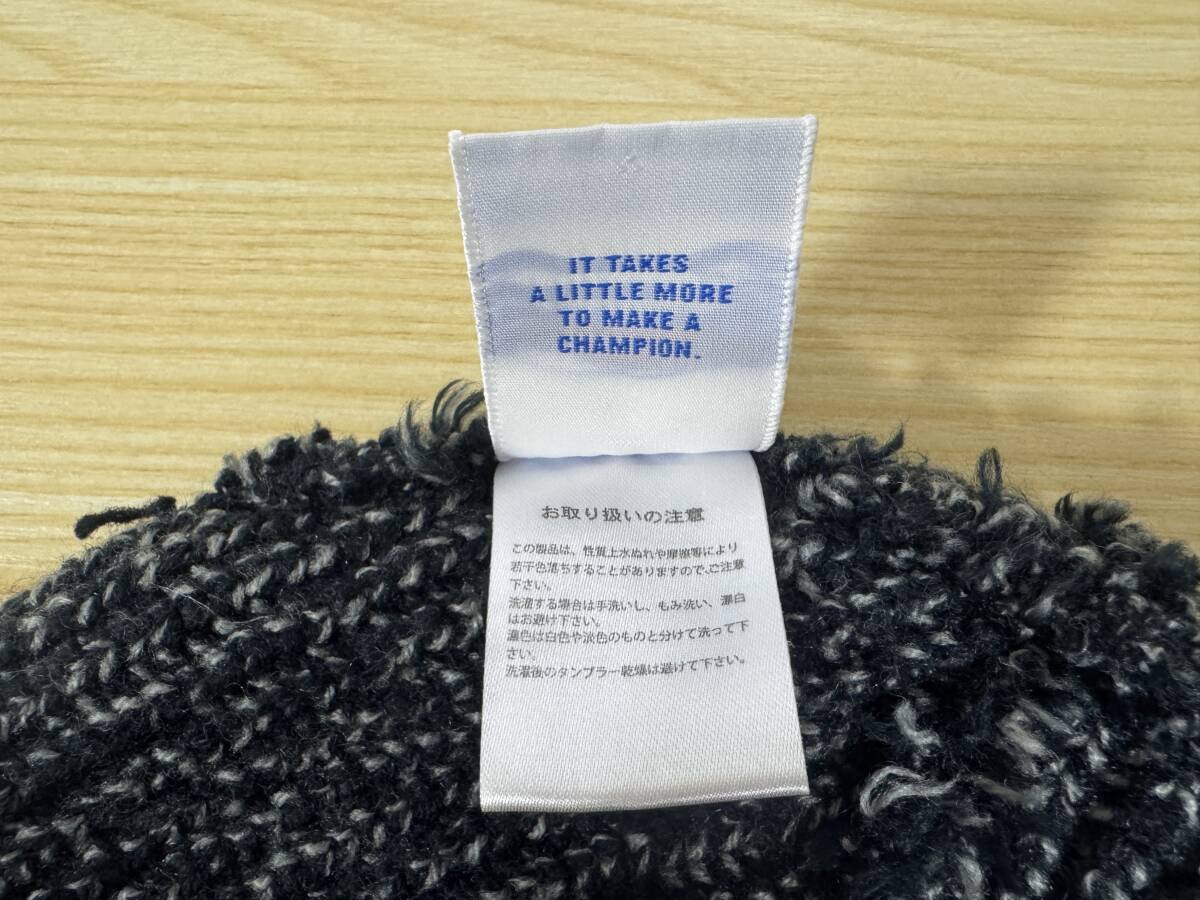 IT TAKES
A LITTLE MORE
TO MAKE A
CHAMPION.
お取り扱いの注意
この製品は、性質上水ぬれや摩擦等により
若干色落ちすることがありますので、ご注意
下さい。
洗濯する場合は手洗いし、もみ洗い、漂白
はお避け下さい。
濃色は白色や淡色のものと分けて洗って下
さい。
洗濯後のタンブラー乾燥は避けて下さい。